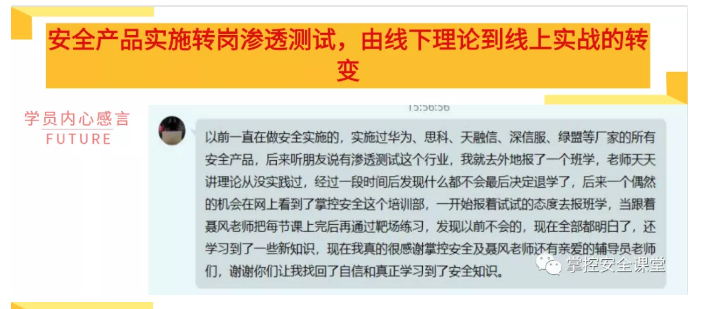 安全产品实施转岗渗透测试，由线下理论到线上实战的转
变
学员内心感言
FUTURE
15:56:56
以前一直在做安全实施的，实施过华为、思科、天融信、深信服、绿盟等厂家的所有
安全产品，后来听朋友说有渗透测试这个行业，我就去外地报了一个班学，老师天天
讲理论从没实践过，经过一段时间后发现什么都不会最后决定退学了，后来一个偶然
的机会在网上看到了掌控安全这个培训部，一开始报着试试的态度去报班学，当跟着
聂风老师把每节课上完后再通过靶场练习，发现以前不会的，现在全部都明白了，还
学习到了一些新知识，现在我真的很感谢掌控安全及聂风老师还有亲爱的辅导员老师
们，谢谢你们让我找回了自信和真正学习到了安全知识。
掌控安全课堂